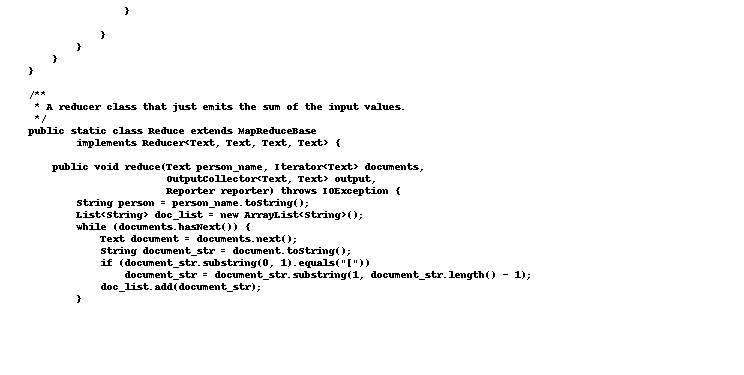 }

            }
        }
    }
}

/**
 * A reducer class that just emits the sum of the input values.
 */
public static class Reduce extends MapReduceBase
        implements Reducer<Text, Text, Text, Text> {

    public void reduce(Text person_name, Iterator<Text> documents,
                       OutputCollector<Text, Text> output,
                       Reporter reporter) throws IOException {
        String person = person_name.toString();
        List<String> doc_list = new ArrayList<String>();
        while (documents.hasNext()) {
            Text document = documents.next();
            String document_str = document.toString();
            if (document_str.substring(0, 1).equals("["))
                document_str = document_str.substring(1, document_str.length() - 1);
            doc_list.add(document_str);
        }